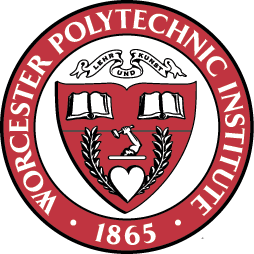 WORCESTER POLYTECHNIC INSTITUTE
LEHR UND KUNST
· 1865 ·